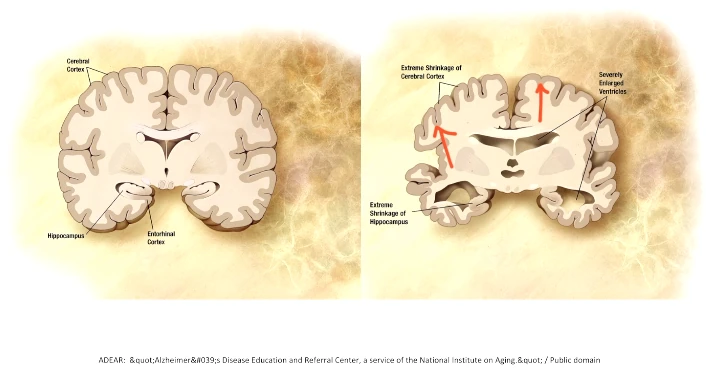 Cerebral
Cortex
Hippocampus
Entorhinal
Cortex
Extreme Shrinkage of
Cerebral Cortex
Severely
Enlarged
Ventricles
Extreme
Shrinkage of
Hippocampus
ADEAR: &quot;Alzheimer&#039;s Disease Education and Referral Center, a service of the National Institute on Aging.&quot; / Public domain